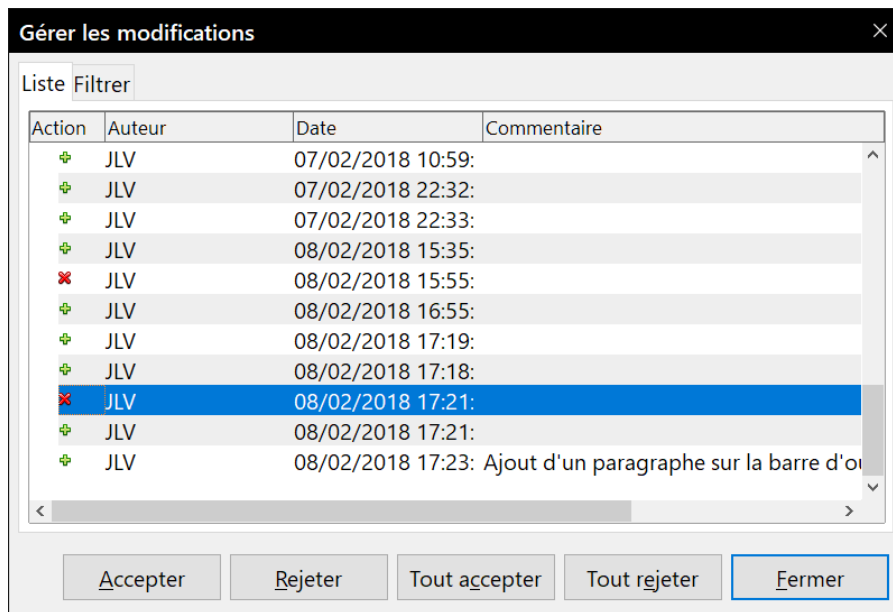 Gérer les modifications
Liste Filtrer
Action Auteur Date Commentaire
JLV 07/02/2018 10:59:
JLV 07/02/2018 22:32:
JLV 07/02/2018 22:33:
JLV 08/02/2018 15:35:
JLV 08/02/2018 15:55:
JLV 08/02/2018 16:55:
JLV 08/02/2018 17:19:
JLV 08/02/2018 17:18:
JLV 08/02/2018 17:21:
JLV 08/02/2018 17:21:
JLV 08/02/2018 17:23: Ajout d'un paragraphe sur la barre
Accepter Rejeter Tout accepter Tout rejeter Fermer